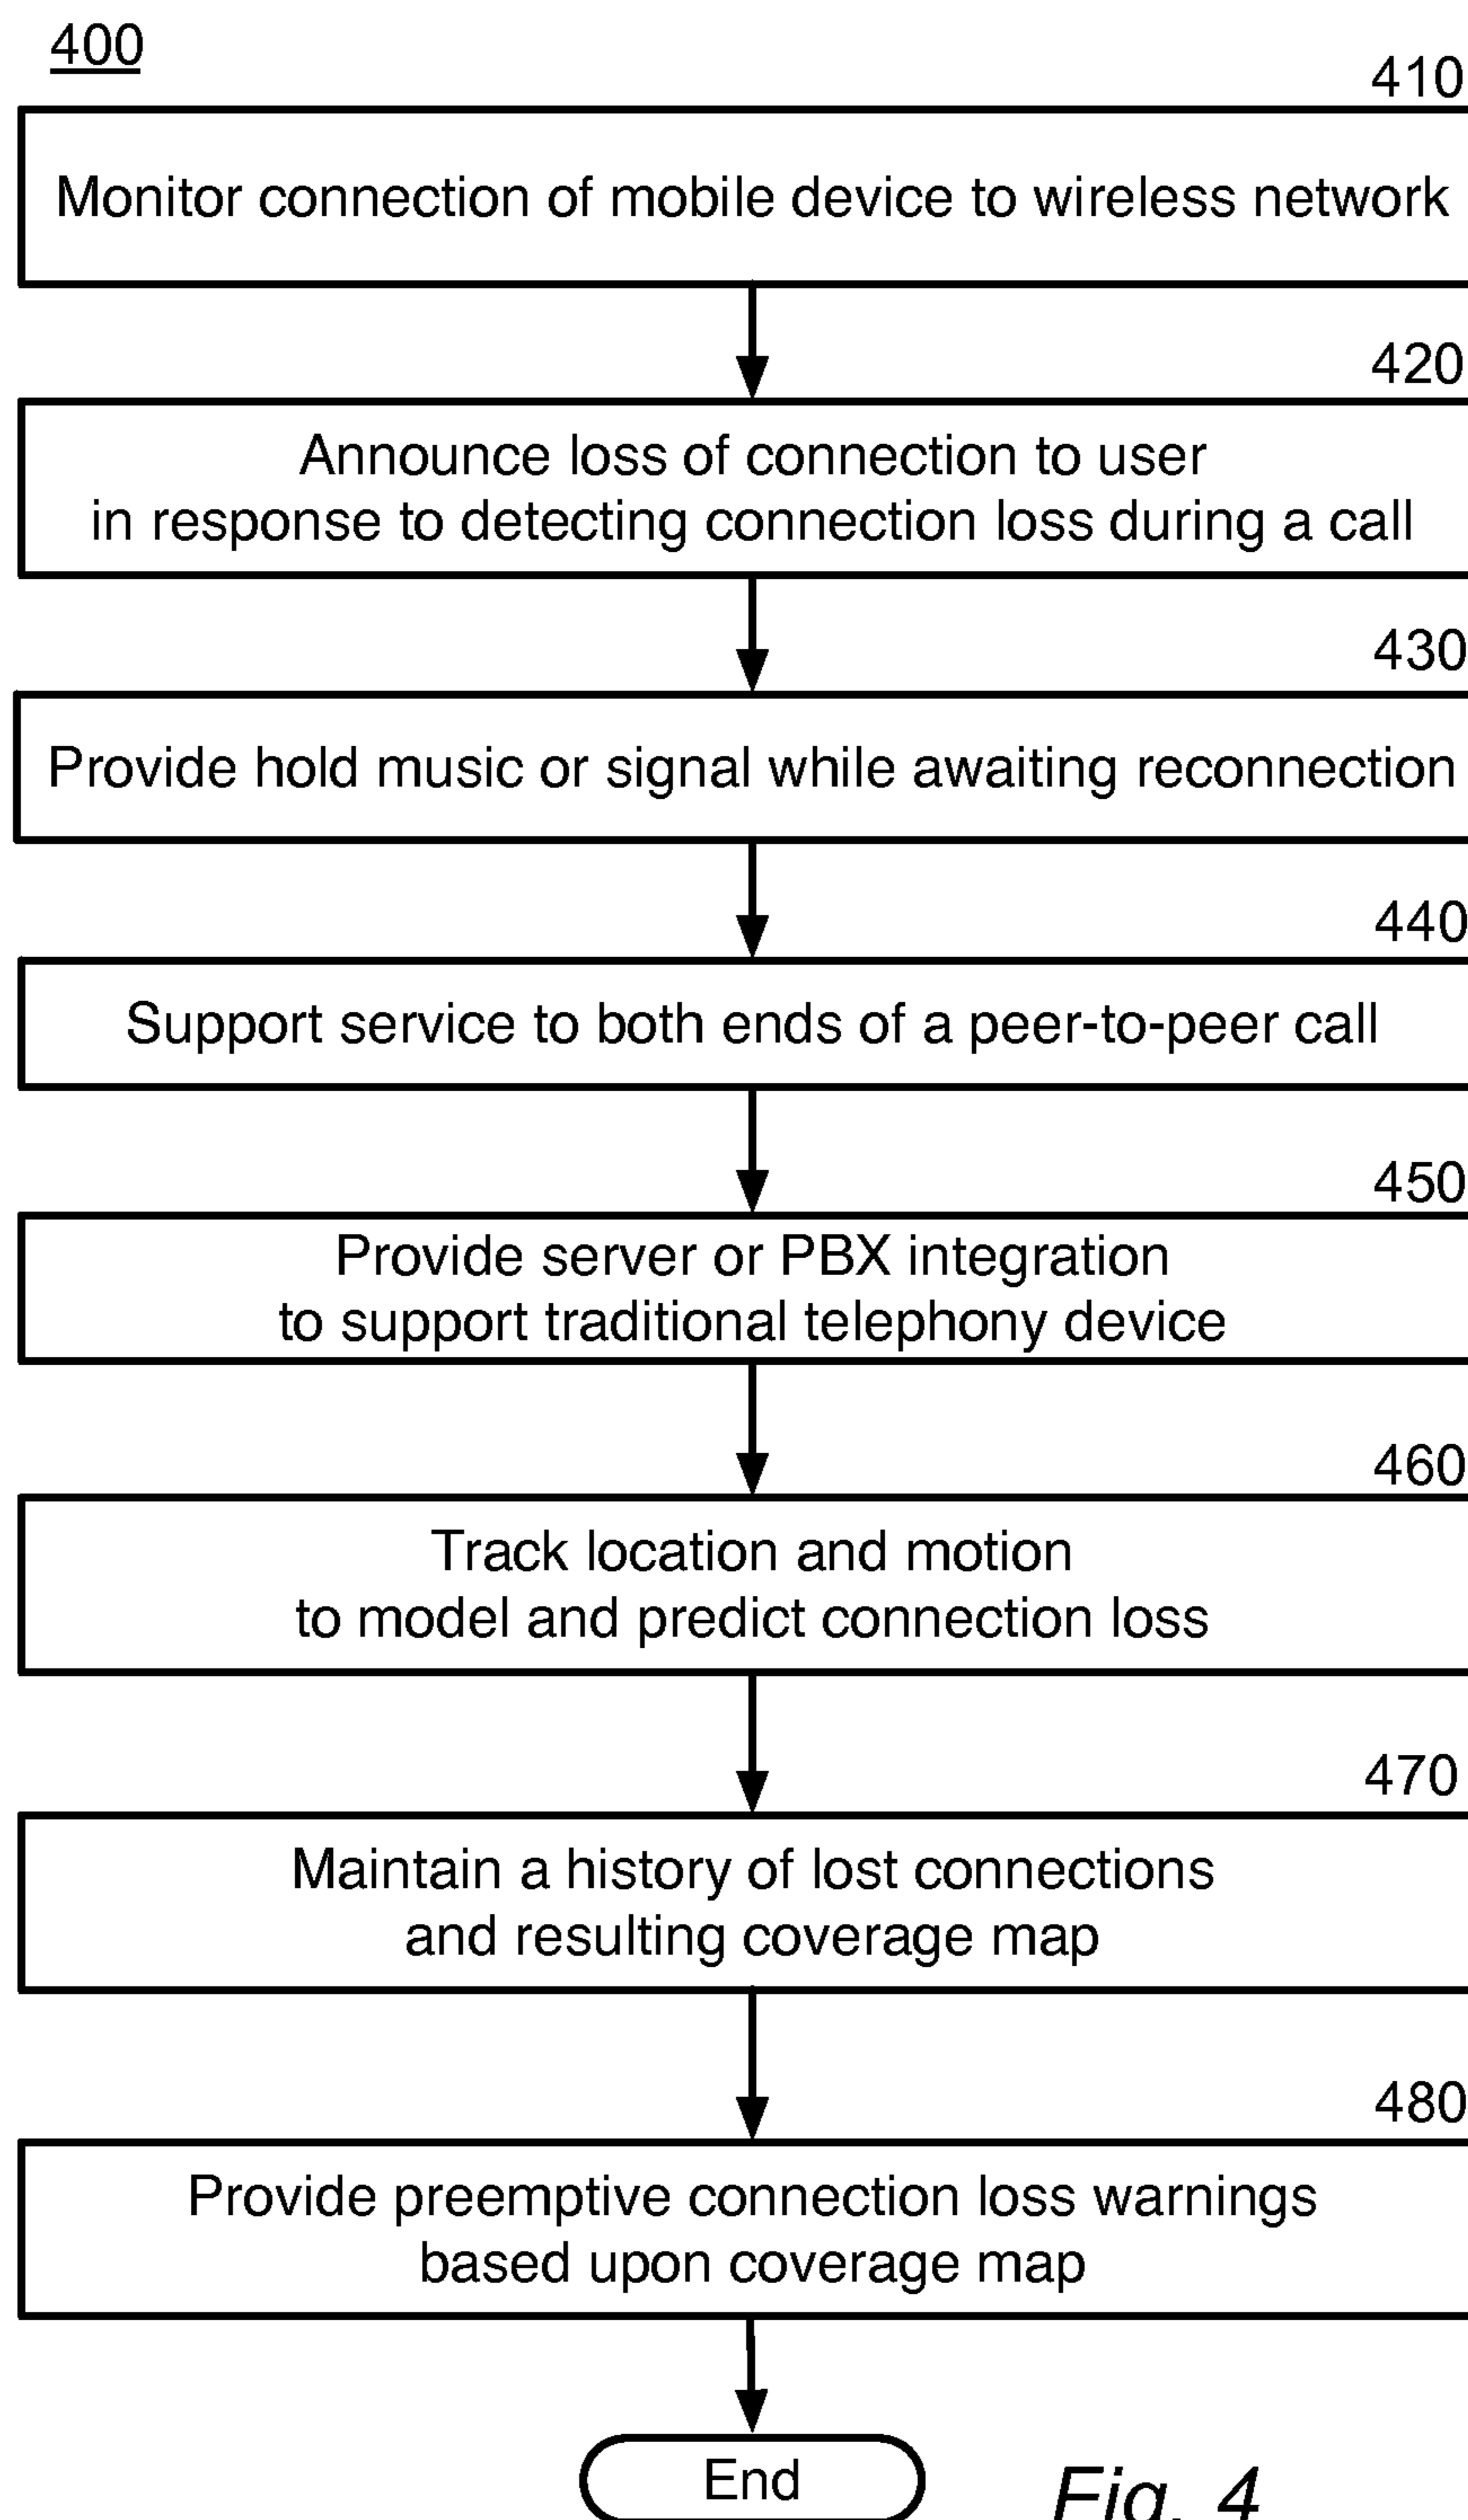 400
410
Monitor connection of mobile device to wireless network
420
Announce loss of connection to user
in response to detecting connection loss during a call
430
Provide hold music or signal while awaiting reconnection
440
Support service to both ends of a peer-to-peer call
450
Provide server or PBX integration
to support traditional telephony device
460
Track location and motion
to model and predict connection loss
470
Maintain a history of lost connections
and resulting coverage map
480
Provide preemptive connection loss warnings
based upon coverage map
End
Fig. 4